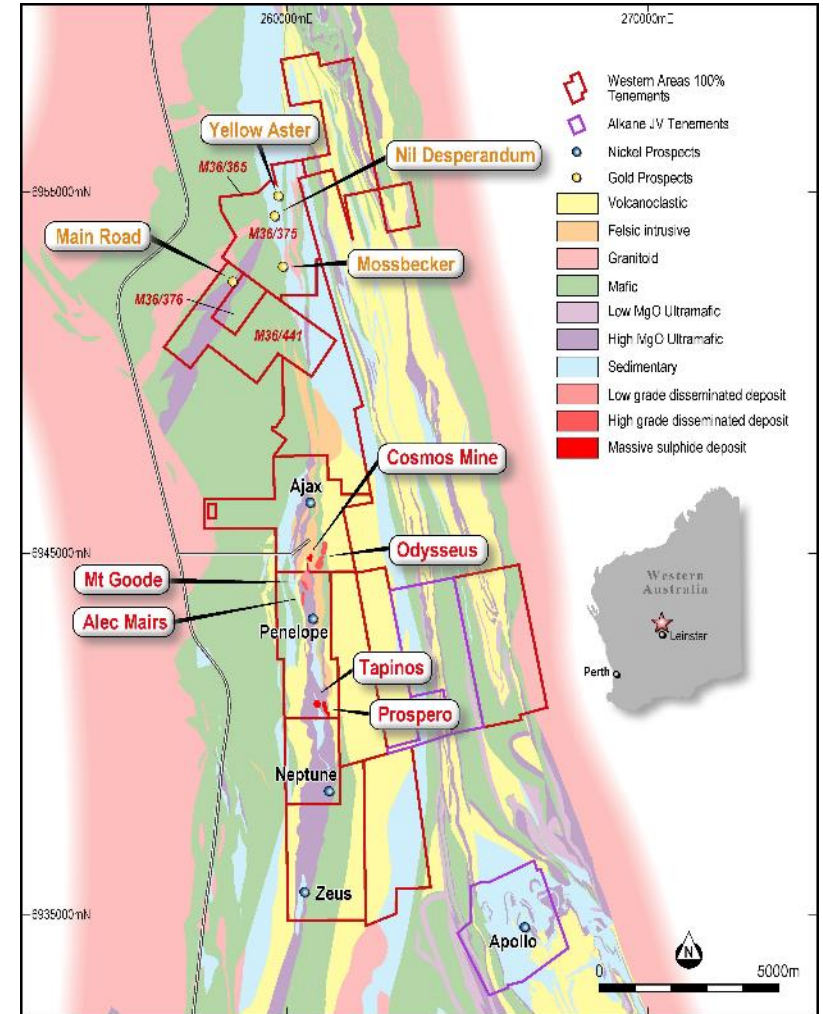 260000mE
270000mE
Western Areas 100%
Tenements
Alkane JV Tenements
Nickel Prospects
Gold Prospects
Volcanoclastic
Felsic intrusive
Granitoid
Mafic
Low MgO Ultramafic
High MgO Ultramafic
Sedimentary
Low grade disseminated deposit
High grade disseminated deposit
Massive sulphide deposit
Yellow Aster
Nil Desperandum
M36/365
6955000mN
M36/375
Main Road
Mossbecker
M36/376
M36/441
Cosmos Mine
Ajax
6945000mN
Odysseus
Mt Goode
Alec Mairs
Penelope
Tapinos
Prospero
Neptune
Zeus
6935000mN
Apollo
Western
Australia
Leinster
Perth
N
0
5000m